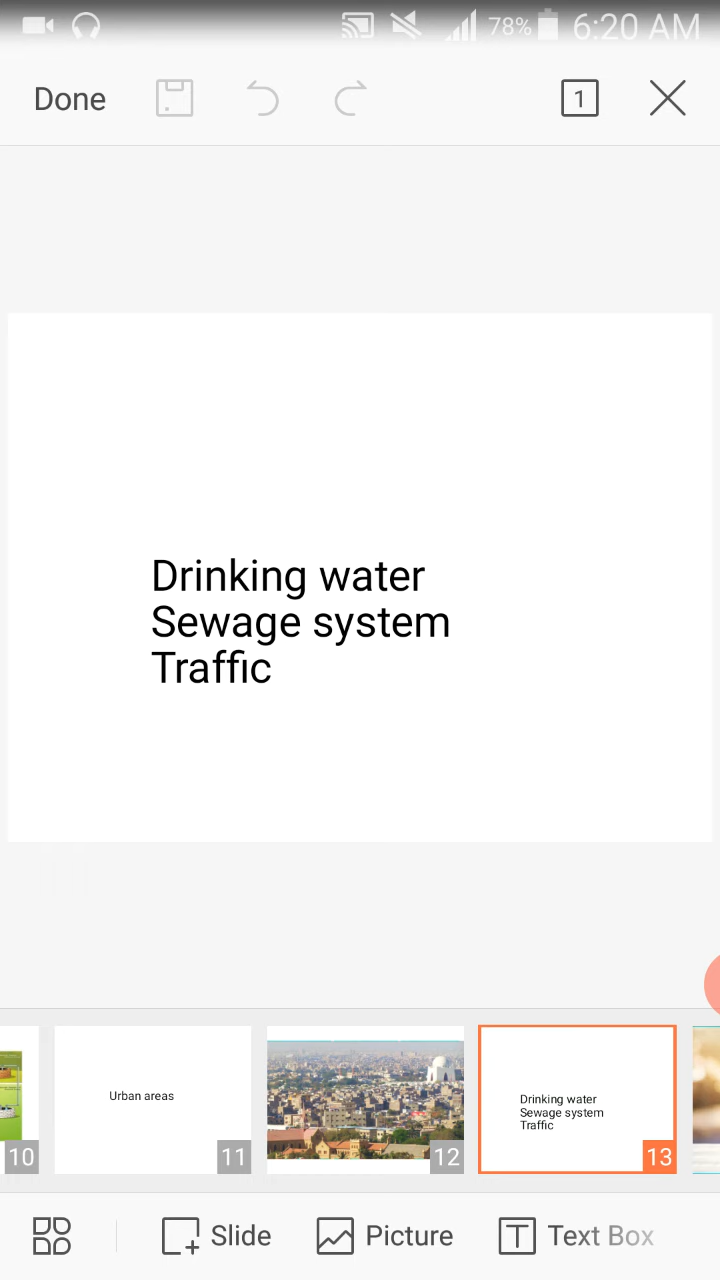 78% 6:20 AM
Done 1
Drinking water
Sewage system
Traffic
10
Urban areas
11
12
Drinking water
Sewage system
Traffic
13
Slide Picture Text Box